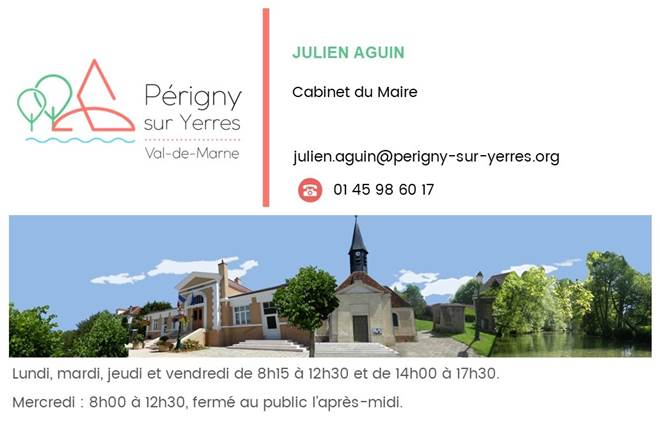 Périgny
sur Yerres
Val-de-Marne
JULIEN AGUIN
Cabinet du Maire
julien.aguin@perigny-sur-yerres.org
01 45 98 60 17
Lundi, mardi, jeudi et vendredi de 8h15 à 12h30 et de 14h00 à 17h30.
Mercredi : 8h00 à 12h30, fermé au public l'après-midi.